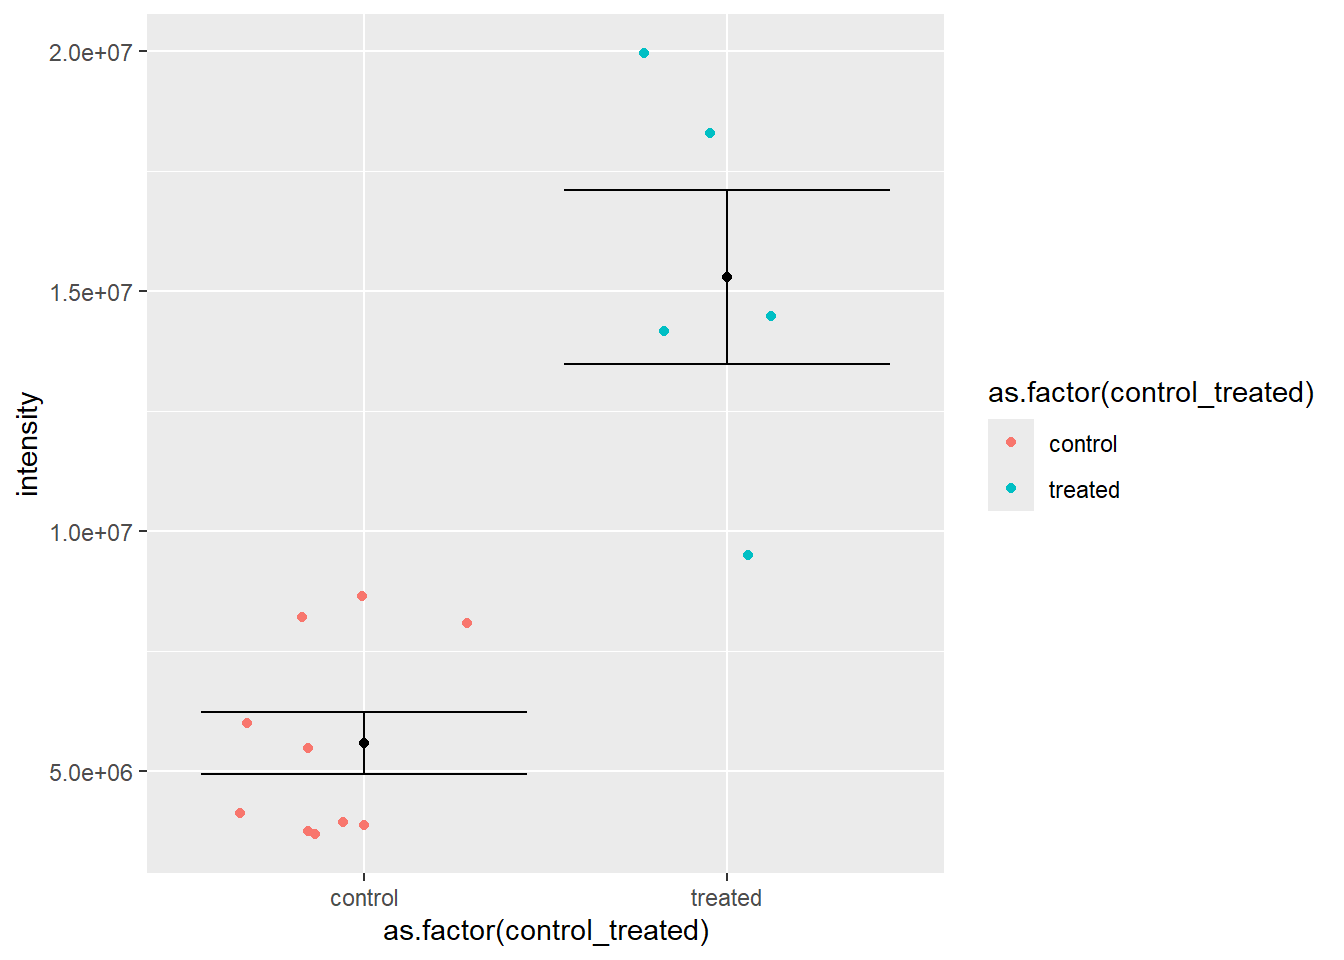 2.0e+07
1.5e+07
1.0e+07
5.0e+06
intensity
control
treated
as.factor(control_treated)
as.factor(control_treated)
control
treated